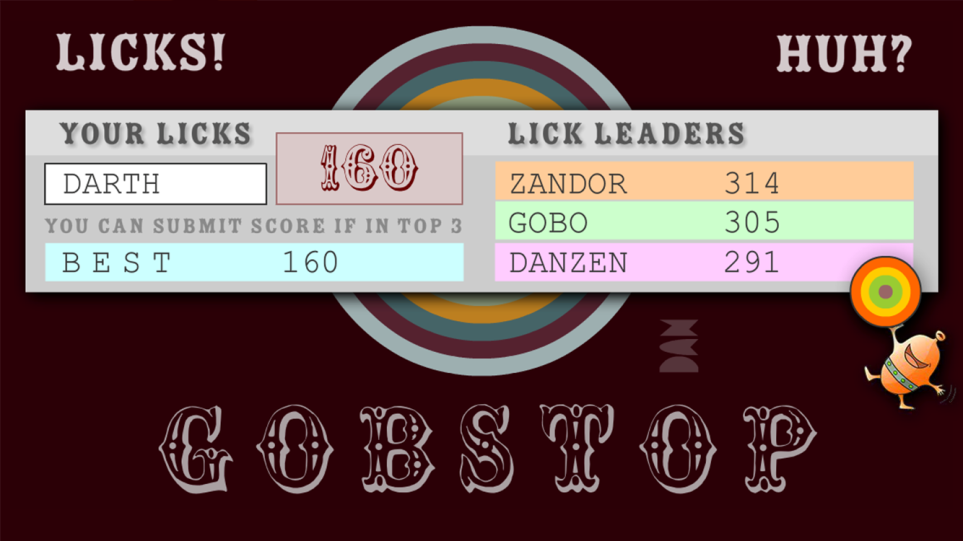 LICKS!
HUH?
YOUR LICKS
160
DARTH
YOU CAN SUBMIT SCORE IF IN TOP 3
B E S T 160
LICK LEADERS
ZANDOR 314
GOBO 305
DANZEN 291
GOBSTOP